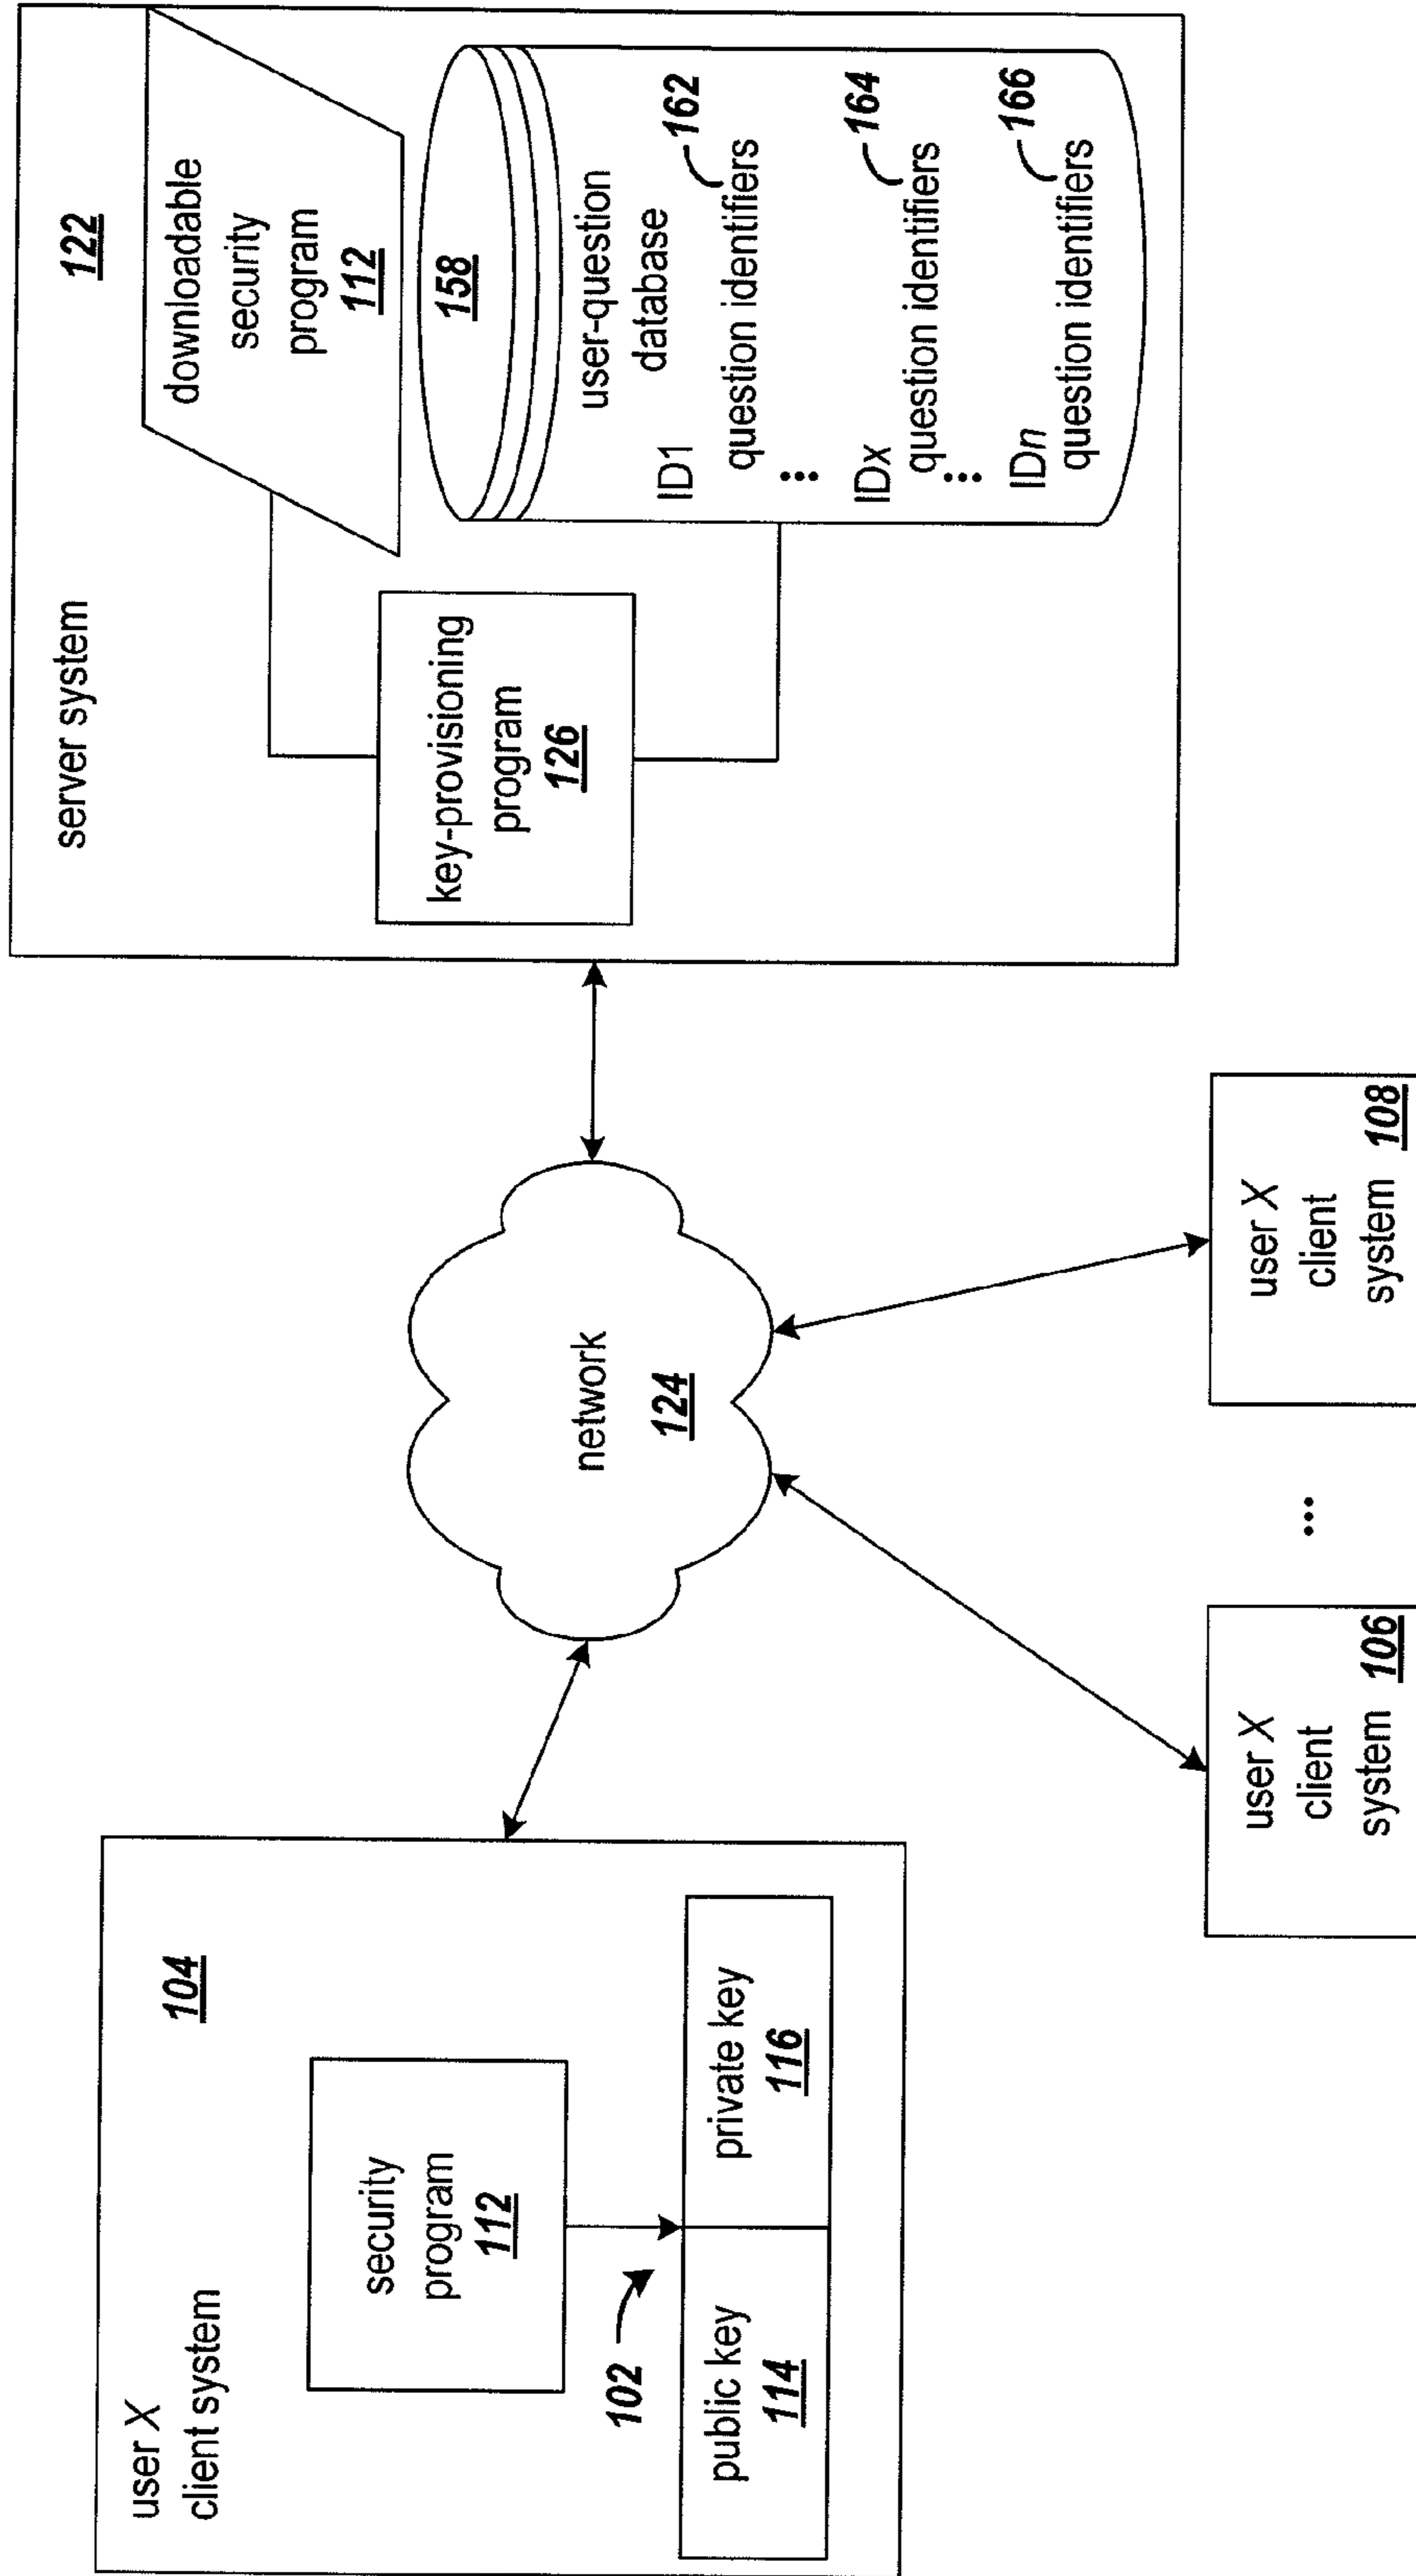 user X
client system
104
security
program
112
102
public key
114
private key
116
network
124
user X
client
system 106
...
user X
client
system 108
server system
122
key-provisioning
program
126
downloadable
security
program
112
158
user-question
database
ID1
question identifiers
162
...
IDx
question identifiers
164
...
IDn
question identifiers
166